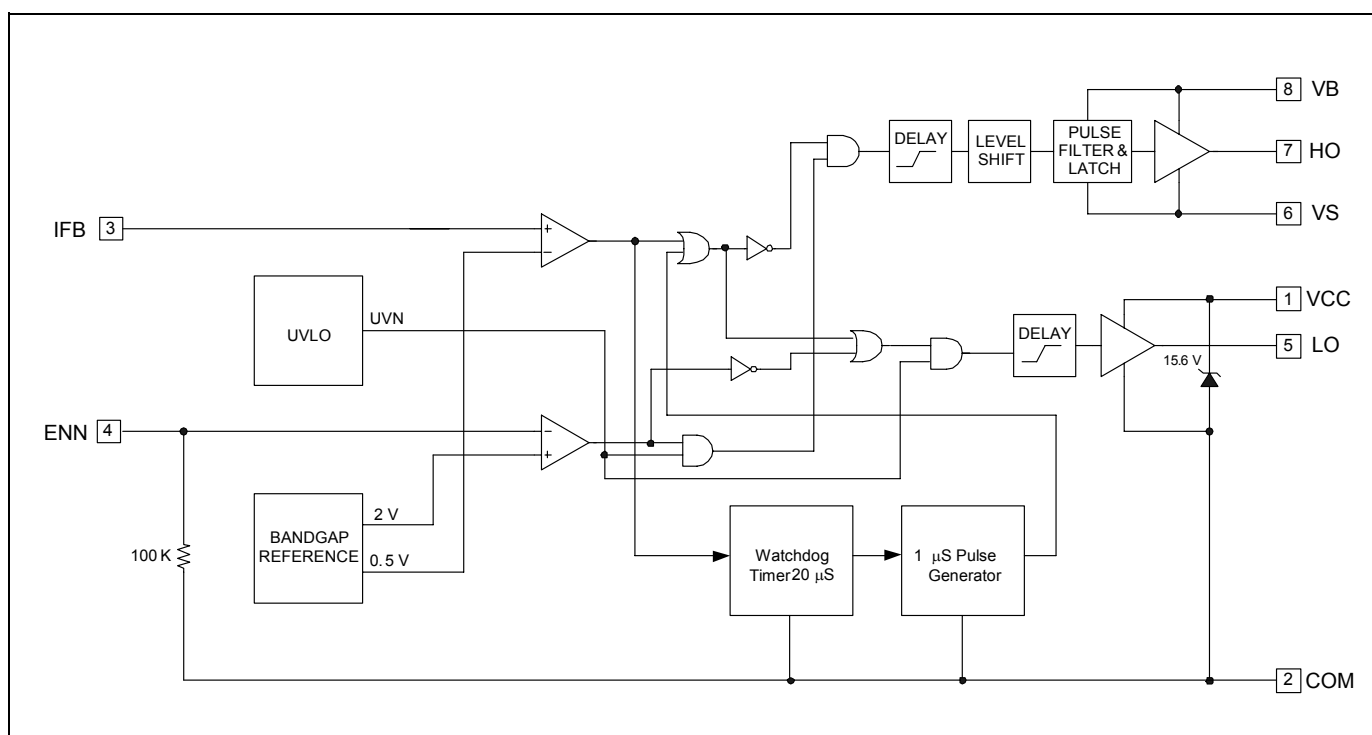 8 VB
DELAY
LEVEL
SHIFT
PULSE
FILTER &
LATCH
7 HO
IFB 3
+
−
6 VS
UVLO
UVN
1 VCC
DELAY
5 LO
15.6 V
ENN 4
−
+
BANDGAP
REFERENCE
2 V
0.5 V
100 K
Watchdog
Timer20 μS
1 μS Pulse
Generator
2 COM